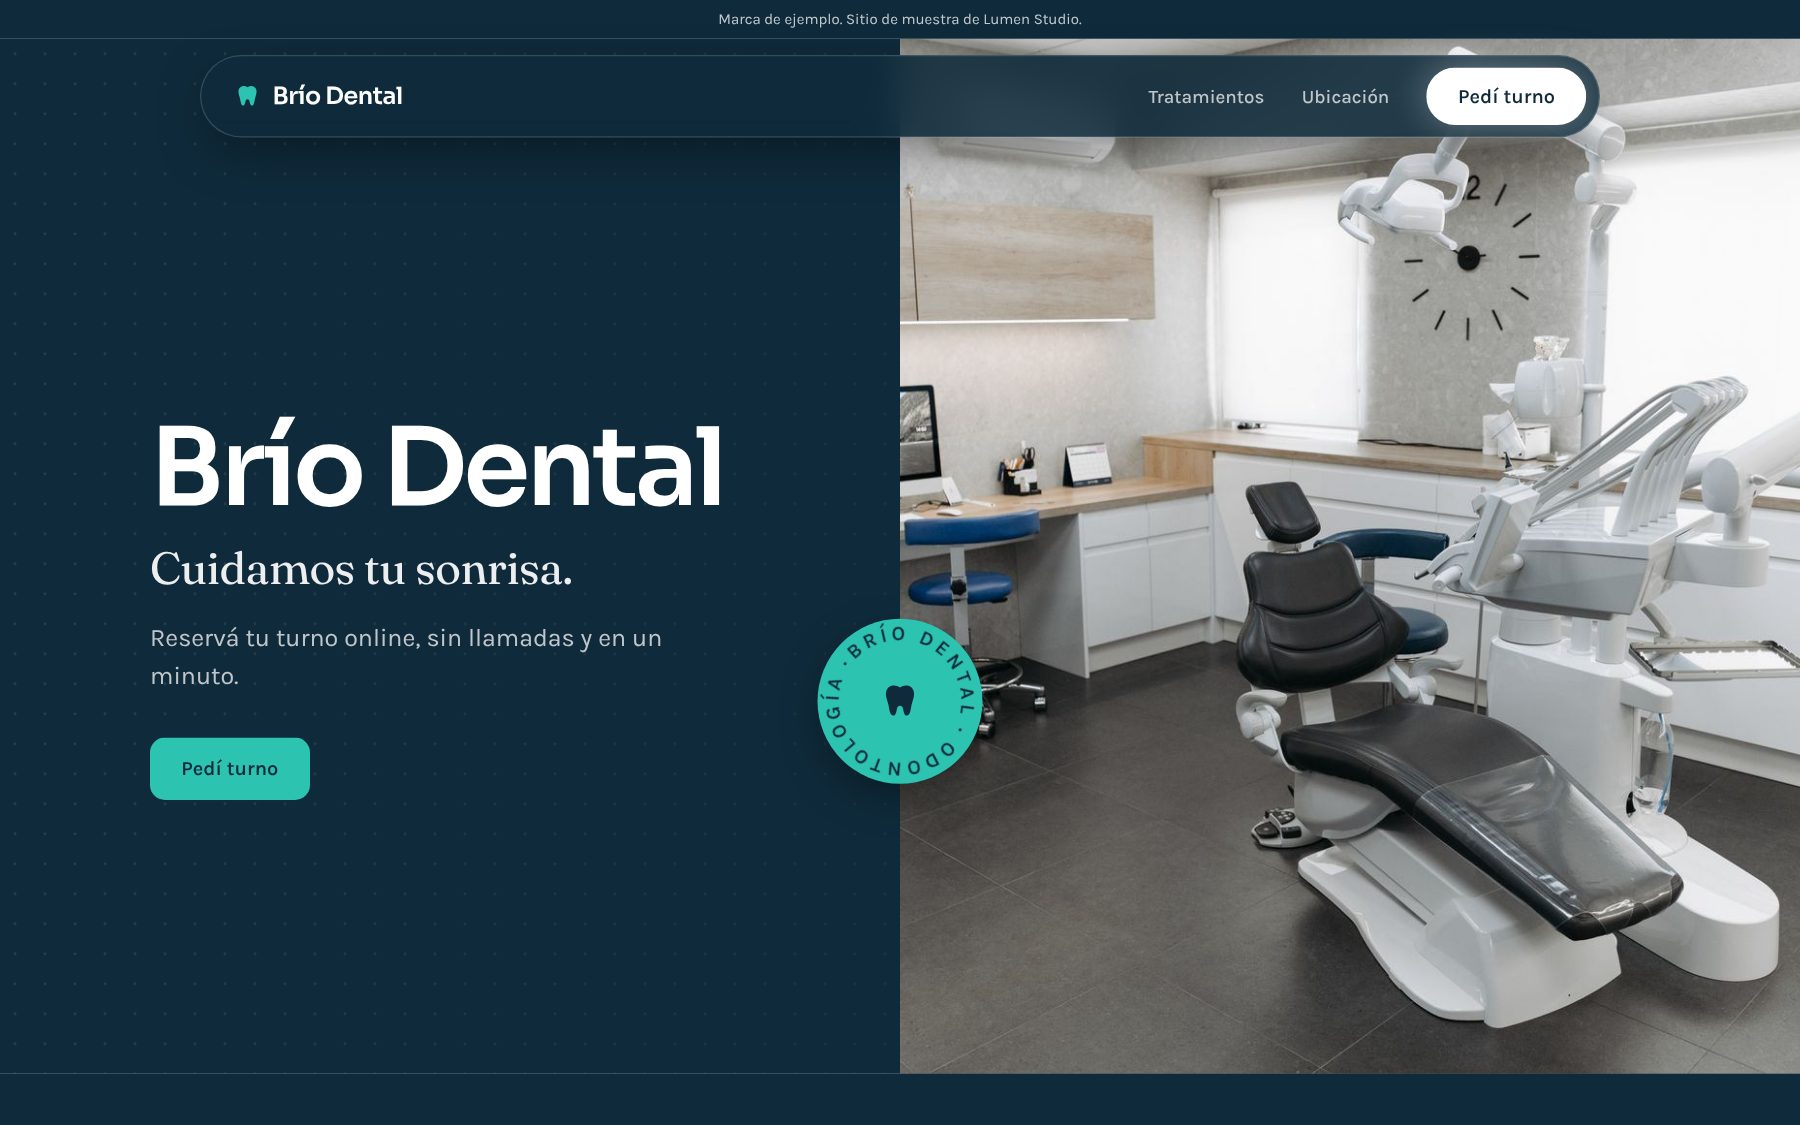 Marca de ejemplo. Sitio de muestra de Lumen Studio.
Brío Dental
Tratamientos
Ubicación
Pedí turno
2
Brío Dental
Cuidamos tu sonrisa.
Reservá tu turno online, sin llamadas y en un
minuto.
BRÍO DENTAL · ODONTOLOGÍA ·
Pedí turno